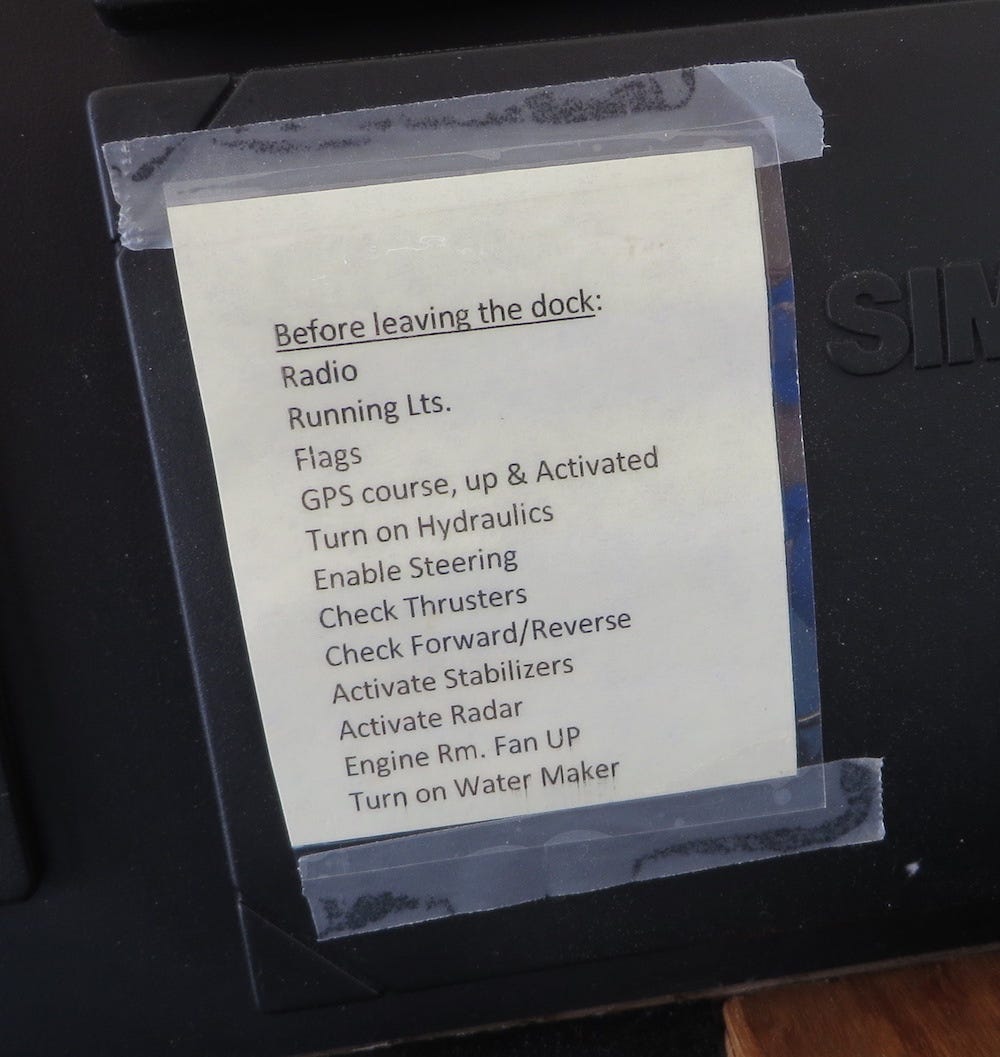 Before leaving the dock:
Radio
Running Lts.
Flags
GPS course, up & Activated
Turn on Hydraulics
Enable Steering
Check Thrusters
Check Forward/Reverse
Activate Stabilizers
Activate Radar
Engine Rm. Fan UP
Turn on Water Maker